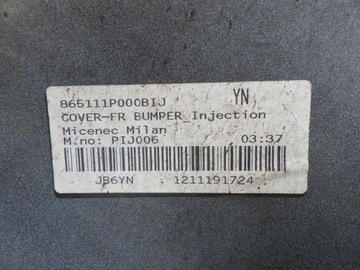 865111P000BIJ YN
COVER-FR BUMPER_Injection
Micenec Milan
M.no: PIJ006 03:37
JB6YN 1211191724